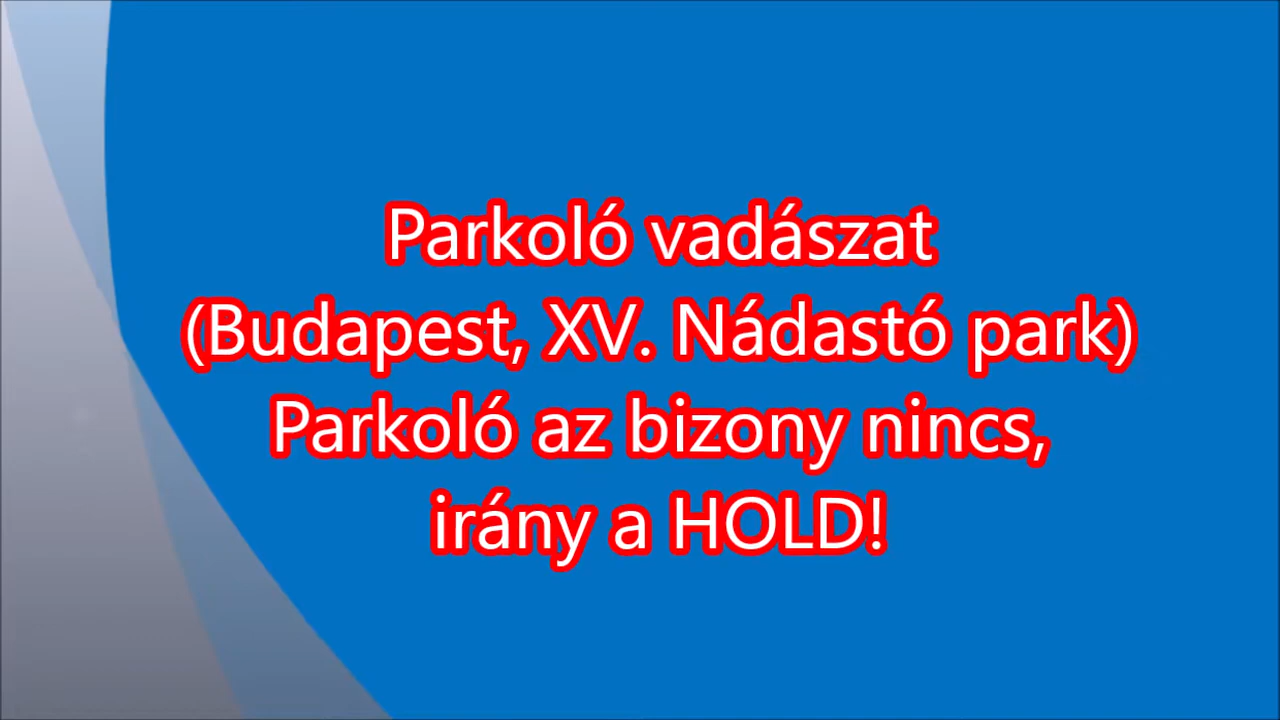 Parkoló vadászat
(Budapest, XV. Nádastó park)
Parkoló az bizony nincs,
irány a HOLD!